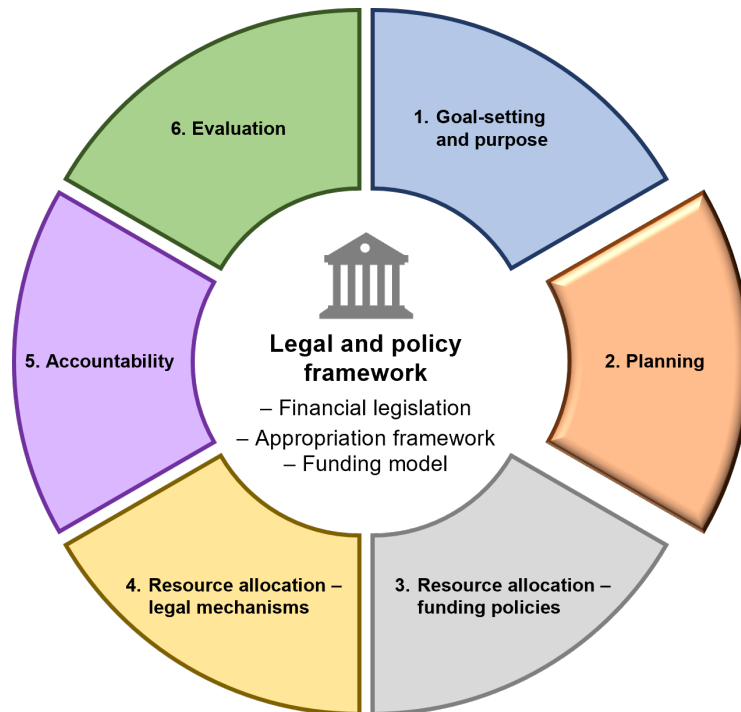 6. Evaluation
1. Goal-setting
and purpose
Legal and policy
framework
– Financial legislation
– Appropriation framework
– Funding model
5. Accountability
2. Planning
4. Resource allocation –
legal mechanisms
3. Resource allocation –
funding policies